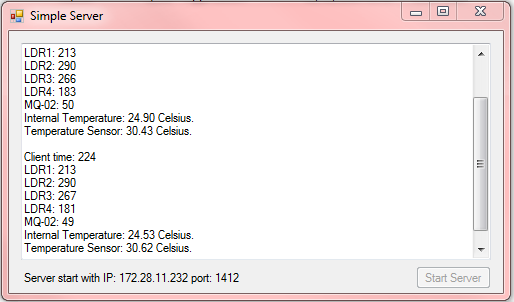 Simple Server
LDR1: 213
LDR2: 290
LDR3: 266
LDR4: 183
MQ-02: 50
Internal Temperature: 24.90 Celsius.
Temperature Sensor: 30.43 Celsius.
Client time: 224
LDR1: 213
LDR2: 290
LDR3: 267
LDR4: 181
MQ-02: 49
Internal Temperature: 24.53 Celsius.
Temperature Sensor: 30.62 Celsius.
Server start with IP: 172.28.11.232 port: 1412
Start Server